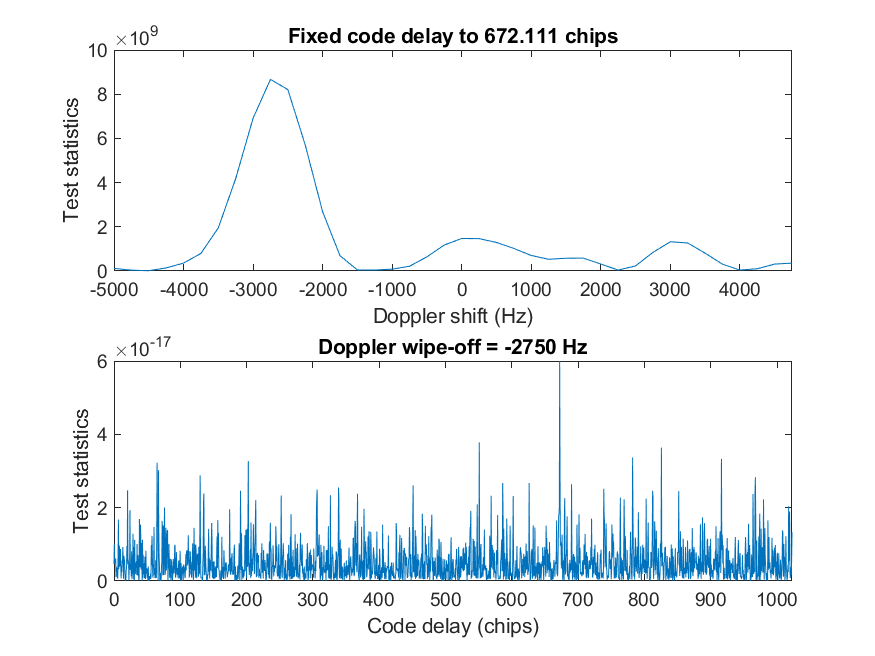 ×10^9
Fixed code delay to 672.111 chips
10
8
6
4
2
0
Test statistics
-5000 -4000 -3000 -2000 -1000 0 1000 2000 3000 4000
Doppler shift (Hz)
×10^-17
Doppler wipe-off = -2750 Hz
6
4
2
0
Test statistics
0 100 200 300 400 500 600 700 800 900 1000
Code delay (chips)